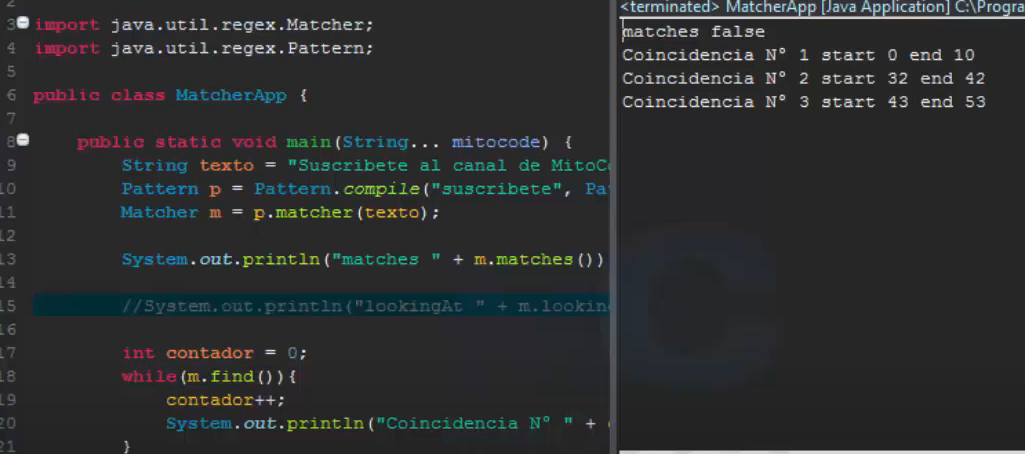 2
3 import java.util.regex.Matcher;
4 import java.util.regex.Pattern;
5
6 public class MatcherApp {
7
8 public static void main(String... mitocode) {
9 String texto = "Suscribete al canal de MitoCo
10 Pattern p = Pattern.compile("suscribete", Pa
11 Matcher m = p.matcher(texto);
12
13 System.out.println("matches " + m.matches())
14
15 //System.out.println("lookingAt " + m.lookin
16
17 int contador = 0;
18 while(m.find()){
19 contador++;
20 System.out.println("Coincidencia N° " +
21 }
<terminated> MatcherApp [Java Application] C:\Progra
matches false
Coincidencia N° 1 start 0 end 10
Coincidencia N° 2 start 32 end 42
Coincidencia N° 3 start 43 end 53